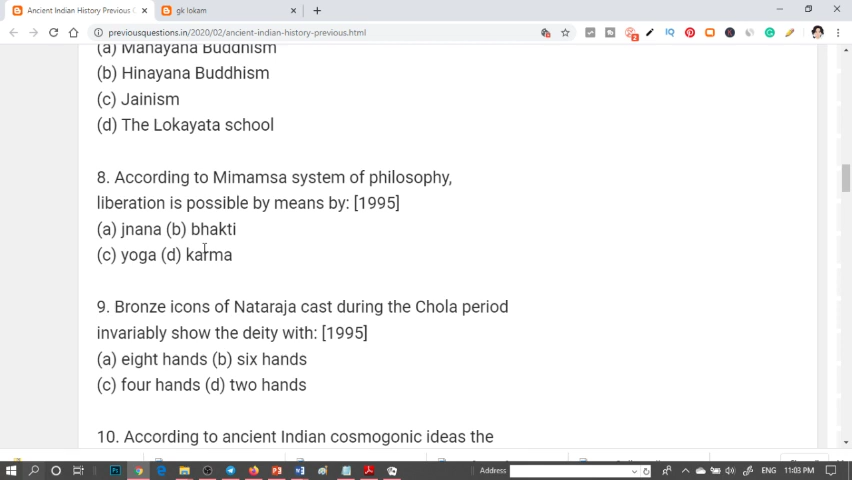 Ancient Indian History Previous C
gk lokam
previousquestions.in/2020/02/ancient-indian-history-previous.html
(a) Mahayana Buddhism
(b) Hinayana Buddhism
(c) Jainism
(d) The Lokayata school
8. According to Mimamsa system of philosophy,
liberation is possible by means by: [1995]
(a) jnana (b) bhakti
(c) yoga (d) karma
9. Bronze icons of Nataraja cast during the Chola period
invariably show the deity with: [1995]
(a) eight hands (b) six hands
(c) four hands (d) two hands
10. According to ancient Indian cosmogonic ideas the
Address
ENG 11:03 PM